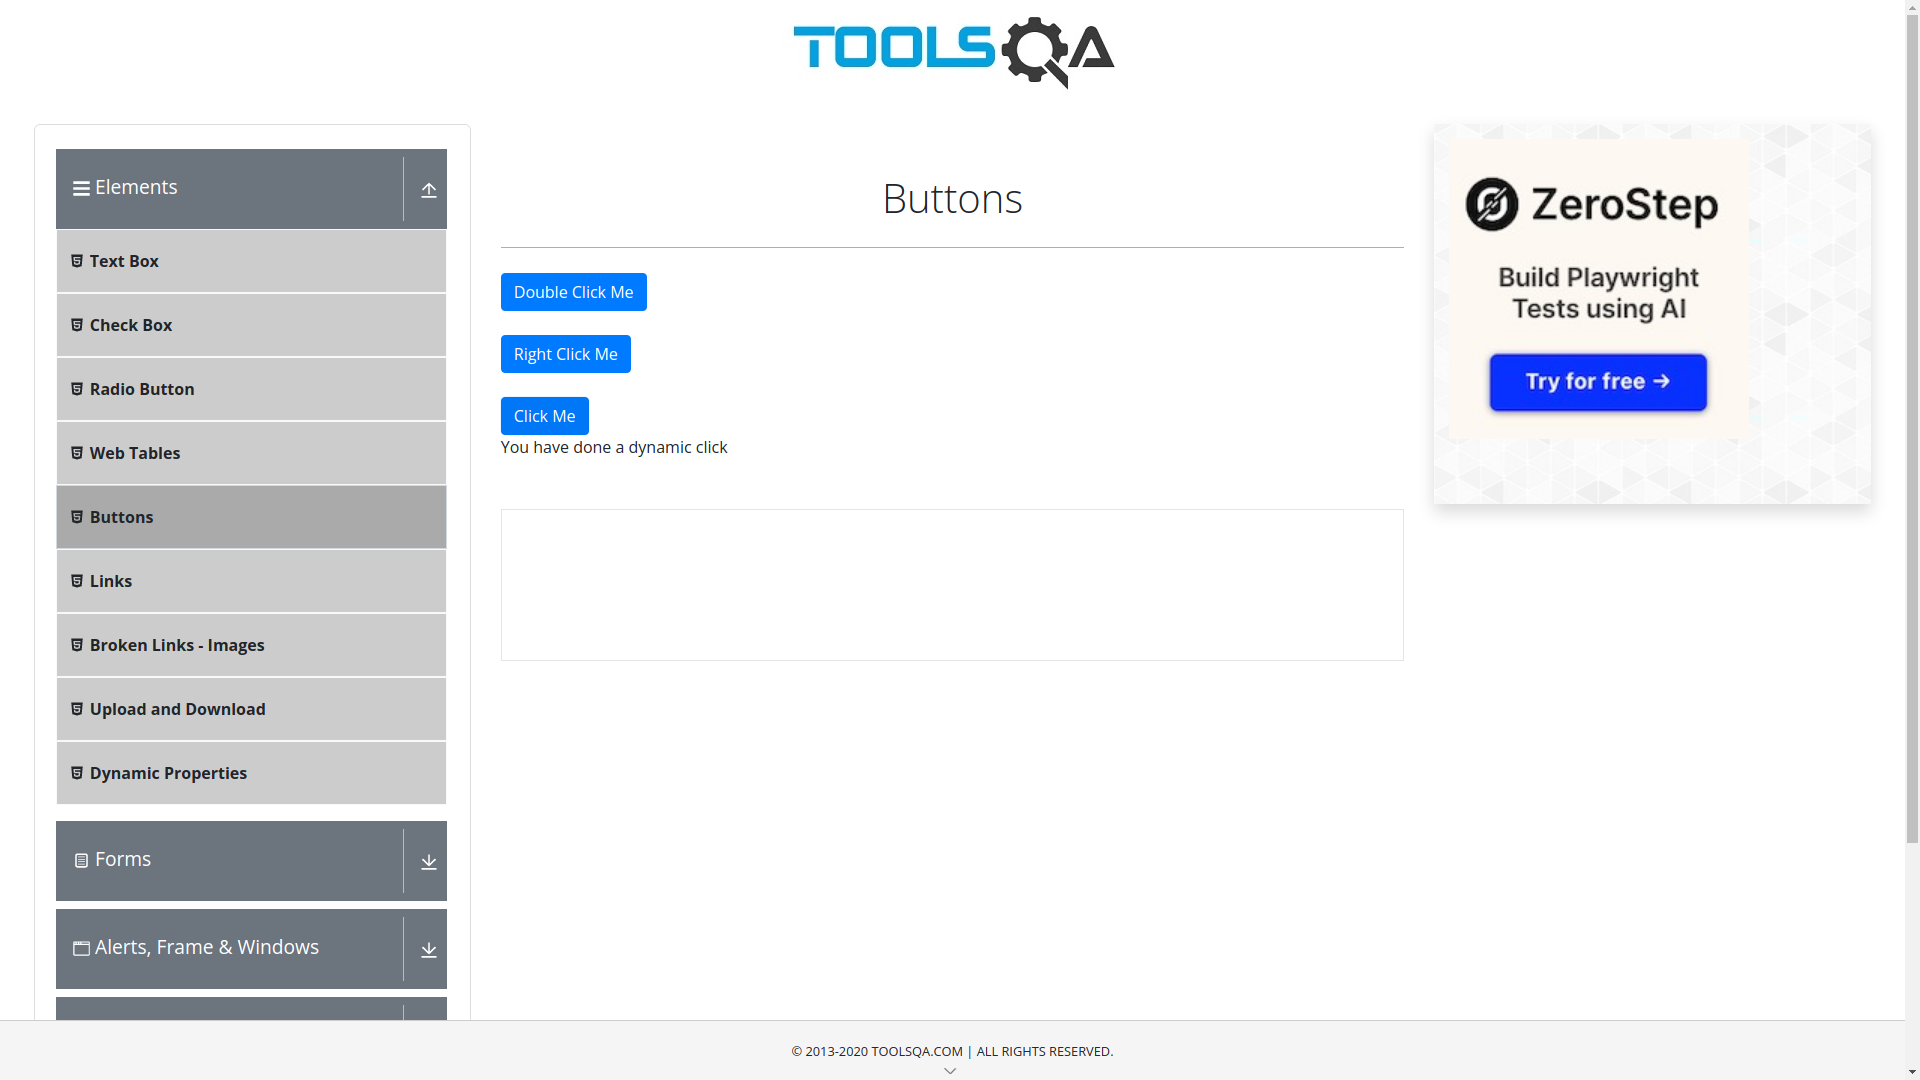 TOOLSQA
Elements
Text Box
Check Box
Radio Button
Web Tables
Buttons
Links
Broken Links - Images
Upload and Download
Dynamic Properties
Forms
Alerts, Frame & Windows
Buttons
Double Click Me
Right Click Me
Click Me
You have done a dynamic click
ZeroStep
Build Playwright
Tests using AI
Try for free →
© 2013-2020 TOOLSQA.COM | ALL RIGHTS RESERVED.